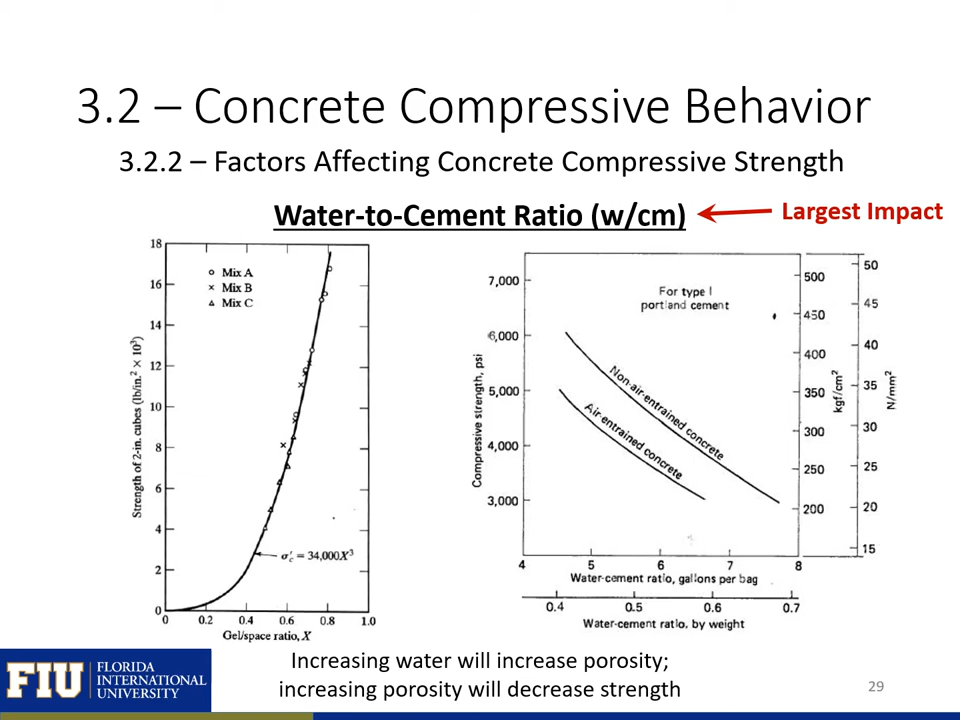 3.2 – Concrete Compressive Behavior
3.2.2 – Factors Affecting Concrete Compressive Strength
Water-to-Cement Ratio (w/cm)
Largest Impact
18
16
14
12
10
8
6
4
2
0
Strength of 2-in. cubes (lb/in.² × 10³)
Mix A
Mix B
Mix C
σ′c = 34,000X³
0 0.2 0.4 0.6 0.8 1.0
Gel/space ratio, X
7,000
6,000
5,000
4,000
3,000
Compressive strength, psi
For type I
portland cement
Non-air-entrained concrete
Air-entrained concrete
500
450
400
350
300
250
200
kgf/cm²
50
45
40
35
30
25
20
15
N/mm²
4 5 6 7 8
Water-cement ratio, gallons per bag
0.4 0.5 0.6 0.7
Water-cement ratio, by weight
Increasing water will increase porosity;
increasing porosity will decrease strength
FIU
FLORIDA
INTERNATIONAL
UNIVERSITY
29